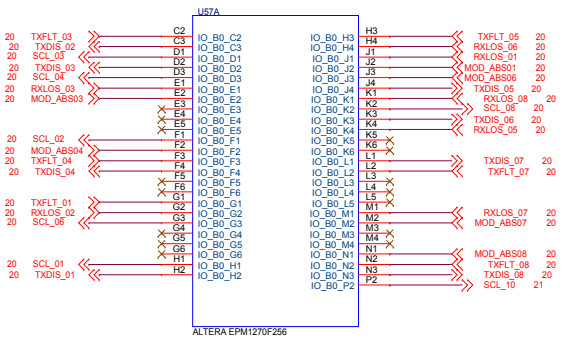 U57A
20 TXFLT_03 C2 IO_B0_C2
20 TXDIS_02 C3 IO_B0_C3
20 SCL_03 D1 IO_B0_D1
20 TXDIS_03 D2 IO_B0_D2
20 SCL_04 D3 IO_B0_D3
20 RXLOS_03 E1 IO_B0_E1
20 MOD_ABS03 E2 IO_B0_E2
E3 IO_B0_E3
E4 IO_B0_E4
E5 IO_B0_E5
20 SCL_02 F1 IO_B0_F1
20 MOD_ABS04 F2 IO_B0_F2
20 TXFLT_04 F3 IO_B0_F3
20 TXDIS_04 F4 IO_B0_F4
F5 IO_B0_F5
F6 IO_B0_F6
20 TXFLT_01 G1 IO_B0_G1
20 RXLOS_02 G2 IO_B0_G2
20 SCL_06 G3 IO_B0_G3
G4 IO_B0_G4
G5 IO_B0_G5
G6 IO_B0_G6
20 SCL_01 H1 IO_B0_H1
20 TXDIS_01 H2 IO_B0_H2
IO_B0_H3 H3 TXFLT_05 20
IO_B0_H4 H4 RXLOS_06 20
IO_B0_J1 J1 RXLOS_01 20
IO_B0_J2 J2 MOD_ABS01 20
IO_B0_J3 J3 MOD_ABS06 20
IO_B0_J4 J4 TXDIS_05 20
IO_B0_K1 K1 RXLOS_08 20
IO_B0_K2 K2 SCL_08 20
IO_B0_K3 K3 TXDIS_06 20
IO_B0_K4 K4 RXLOS_05 20
IO_B0_K5 K5
IO_B0_K6 K6
IO_B0_L1 L1 TXDIS_07 20
IO_B0_L2 L2 TXFLT_07 20
IO_B0_L3 L3
IO_B0_L4 L4
IO_B0_L5 L5
IO_B0_M1 M1 RXLOS_07 20
IO_B0_M2 M2 MOD_ABS07 20
IO_B0_M3 M3
IO_B0_M4 M4
IO_B0_N1 N1 MOD_ABS08 20
IO_B0_N2 N2 TXFLT_08 20
IO_B0_N3 N3 TXDIS_08 20
IO_B0_P2 P2 SCL_10 21
ALTERA EPM1270F256